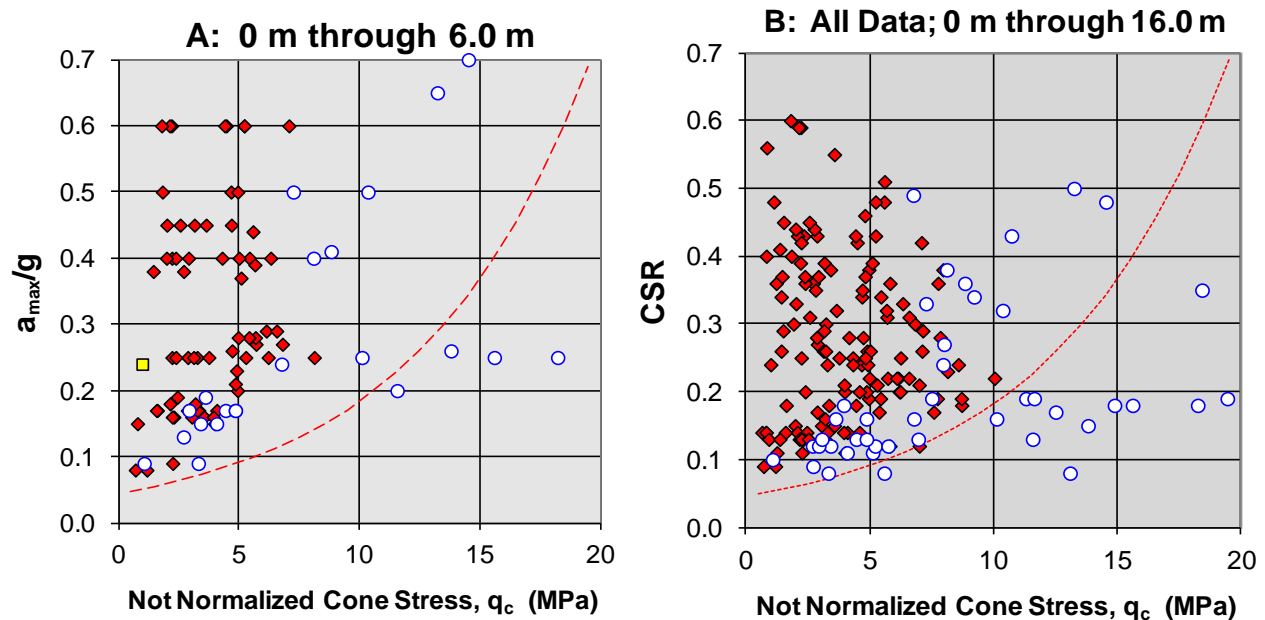 A: 0 m through 6.0 m
0.7
0.6
0.5
0.4
0.3
0.2
0.1
0.0
a_max/g
0 5 10 15 20
Not Normalized Cone Stress, q_c (MPa)
B: All Data; 0 m through 16.0 m
0.7
0.6
0.5
0.4
0.3
0.2
0.1
0.0
CSR
0 5 10 15 20
Not Normalized Cone Stress, q_c (MPa)